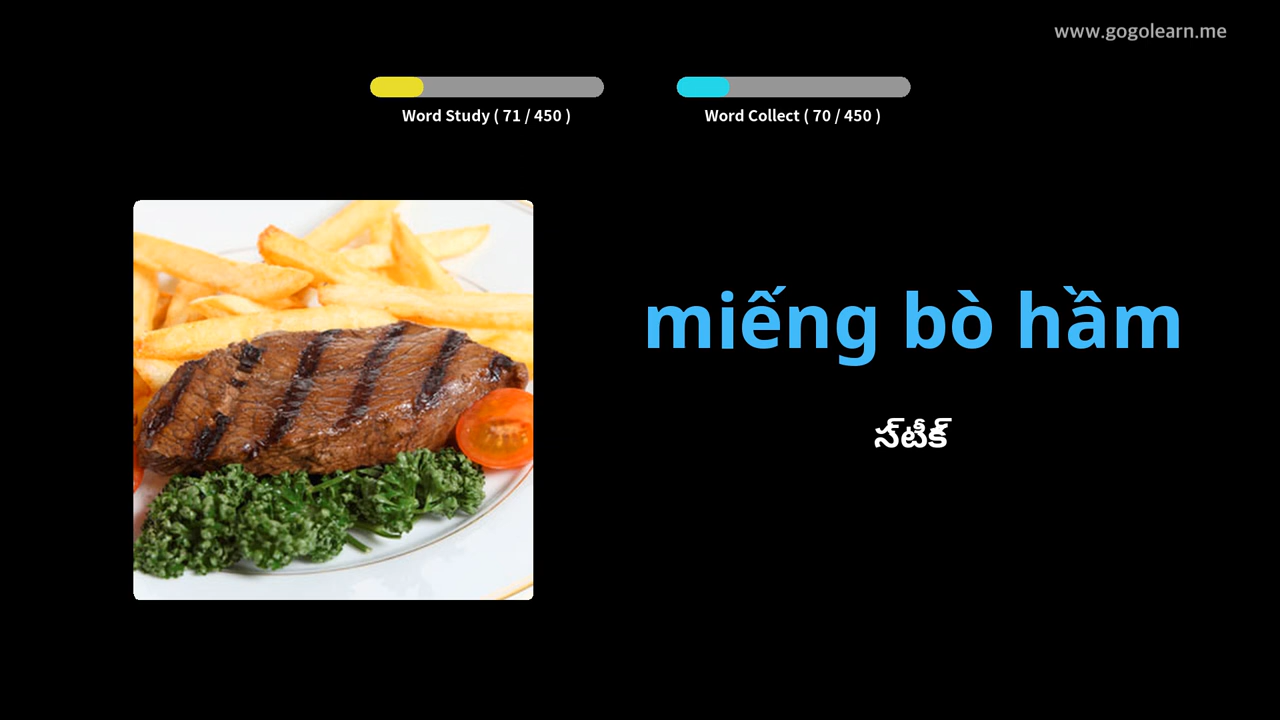 www.gogolearn.me
Word Study ( 71 / 450 )
Word Collect ( 70 / 450 )
miếng bò hầm
స్‌టీక్